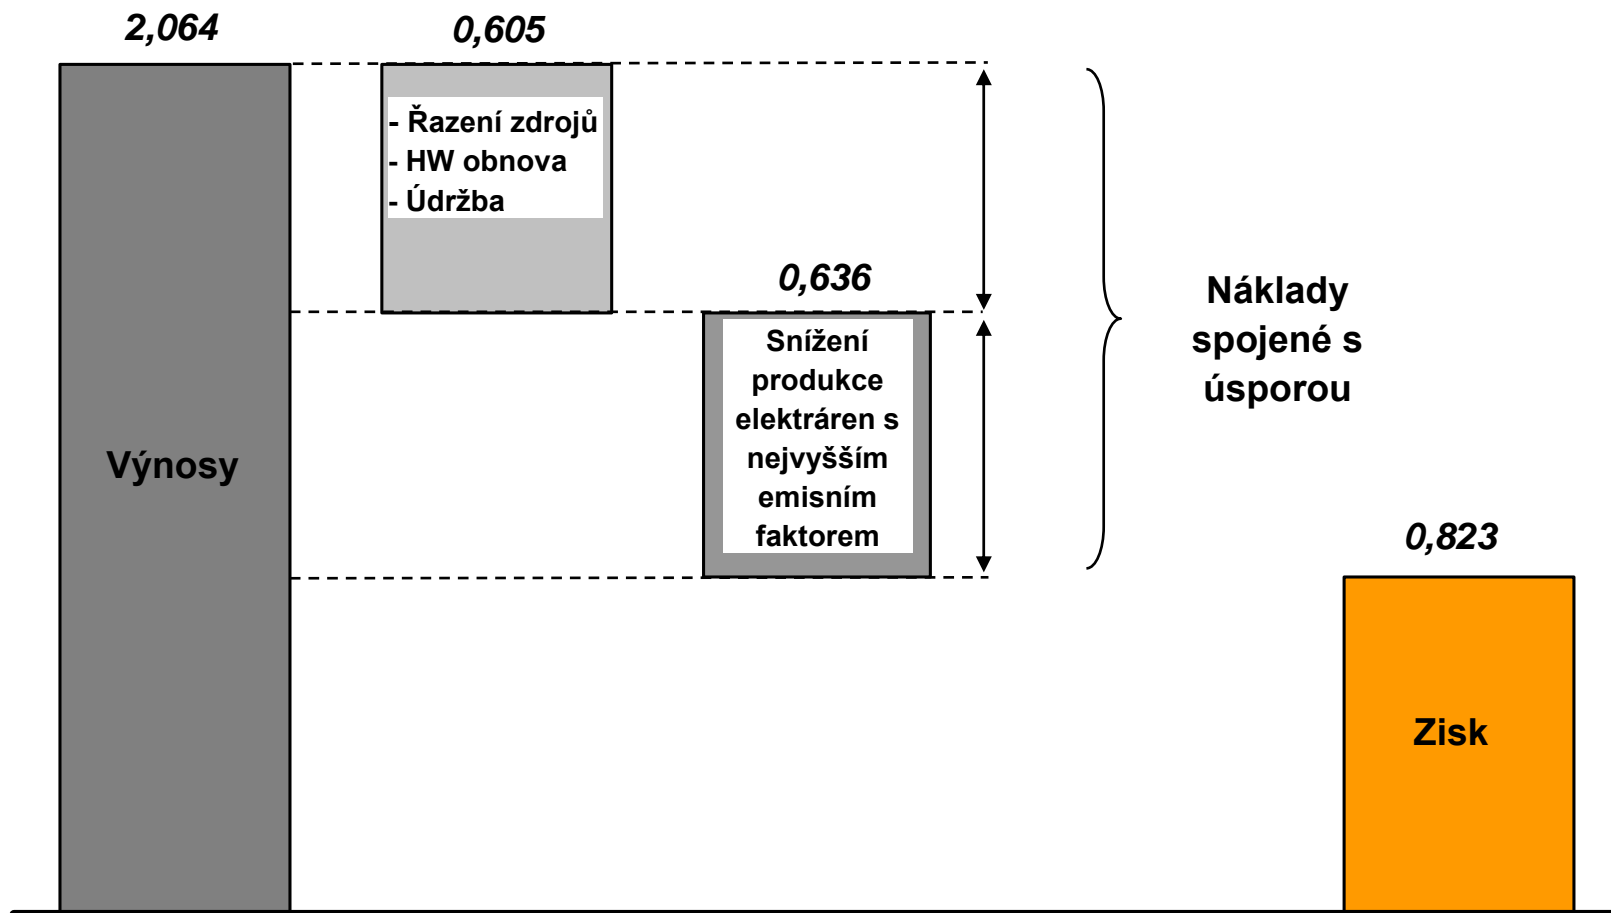 2,064
0,605
- Řazení zdrojů
- HW obnova
- Údržba
0,636
Snížení
produkce
elektráren s
nejvyšším
emisním
faktorem
Náklady
spojené s
úsporou
Výnosy
0,823
Zisk